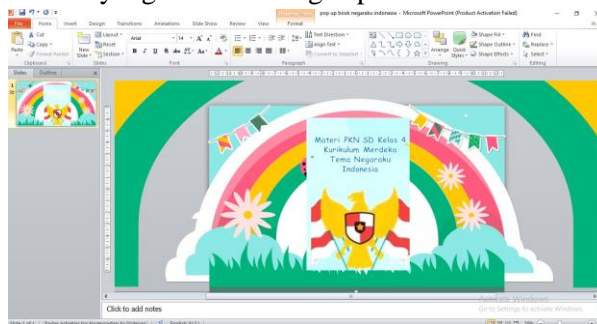 pop up book negaraku indonesia - Microsoft PowerPoint (Product Activation Failed)
File Home Insert Design Transitions Animations Slide Show Review View Format
Paste
Cut
Copy
Format Painter
Clipboard
New Slide
Layout
Reset
Section
Slides
Font
Text Direction
Align Text
Convert to SmartArt
Paragraph
Arrange
Quick Styles
Shape Fill
Shape Outline
Shape Effects
Drawing
Find
Replace
Select
Editing
Slides Outline
1
Materi PKN SD Kelas 4
Kurikulum Merdeka
Tema Negaraku
Indonesia
Click to add notes
Activate Windows
Go to Settings to activate Windows.
Slide 1 of 1